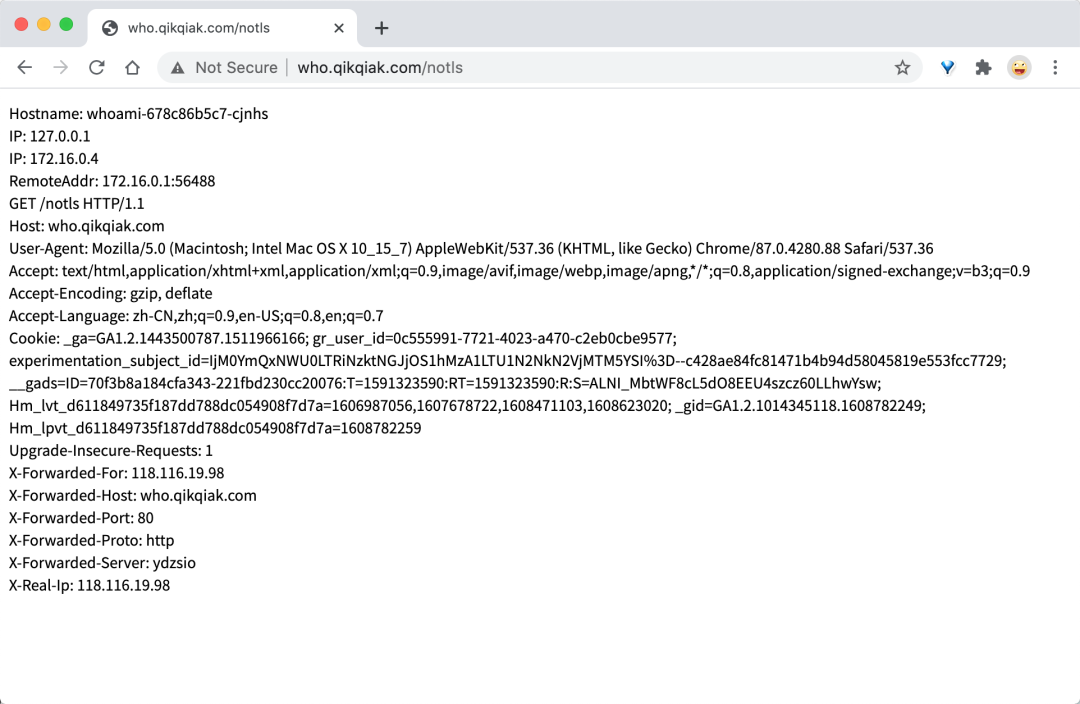 who.qikqiak.com/notls
Not Secure | who.qikqiak.com/notls
Hostname: whoami-678c86b5c7-cjnhs
IP: 127.0.0.1
IP: 172.16.0.4
RemoteAddr: 172.16.0.1:56488
GET /notls HTTP/1.1
Host: who.qikqiak.com
User-Agent: Mozilla/5.0 (Macintosh; Intel Mac OS X 10_15_7) AppleWebKit/537.36 (KHTML, like Gecko) Chrome/87.0.4280.88 Safari/537.36
Accept: text/html,application/xhtml+xml,application/xml;q=0.9,image/avif,image/webp,image/apng,*/*;q=0.8,application/signed-exchange;v=b3;q=0.9
Accept-Encoding: gzip, deflate
Accept-Language: zh-CN,zh;q=0.9,en-US;q=0.8,en;q=0.7
Cookie: _ga=GA1.2.1443500787.1511966166; gr_user_id=0c555991-7721-4023-a470-c2eb0cbe9577;
experimentation_subject_id=IjM0YmQxNWU0LTRiNzktNGJjOS1hMzA1LTU1N2NkN2VjMTM5YSI%3D--c428ae84fc81471b4b94d58045819e553fcc7729;
__gads=ID=70f3b8a184cfa343-221fbd230cc20076:T=1591323590:RT=1591323590:R:S=ALNI_MbtWF8cL5dO8EEU4szcz60LLhwYsw;
Hm_lvt_d611849735f187dd788dc054908f7d7a=1606987056,1607678722,1608471103,1608623020; _gid=GA1.2.1014345118.1608782249;
Hm_lpvt_d611849735f187dd788dc054908f7d7a=1608782259
Upgrade-Insecure-Requests: 1
X-Forwarded-For: 118.116.19.98
X-Forwarded-Host: who.qikqiak.com
X-Forwarded-Port: 80
X-Forwarded-Proto: http
X-Forwarded-Server: ydzsio
X-Real-Ip: 118.116.19.98